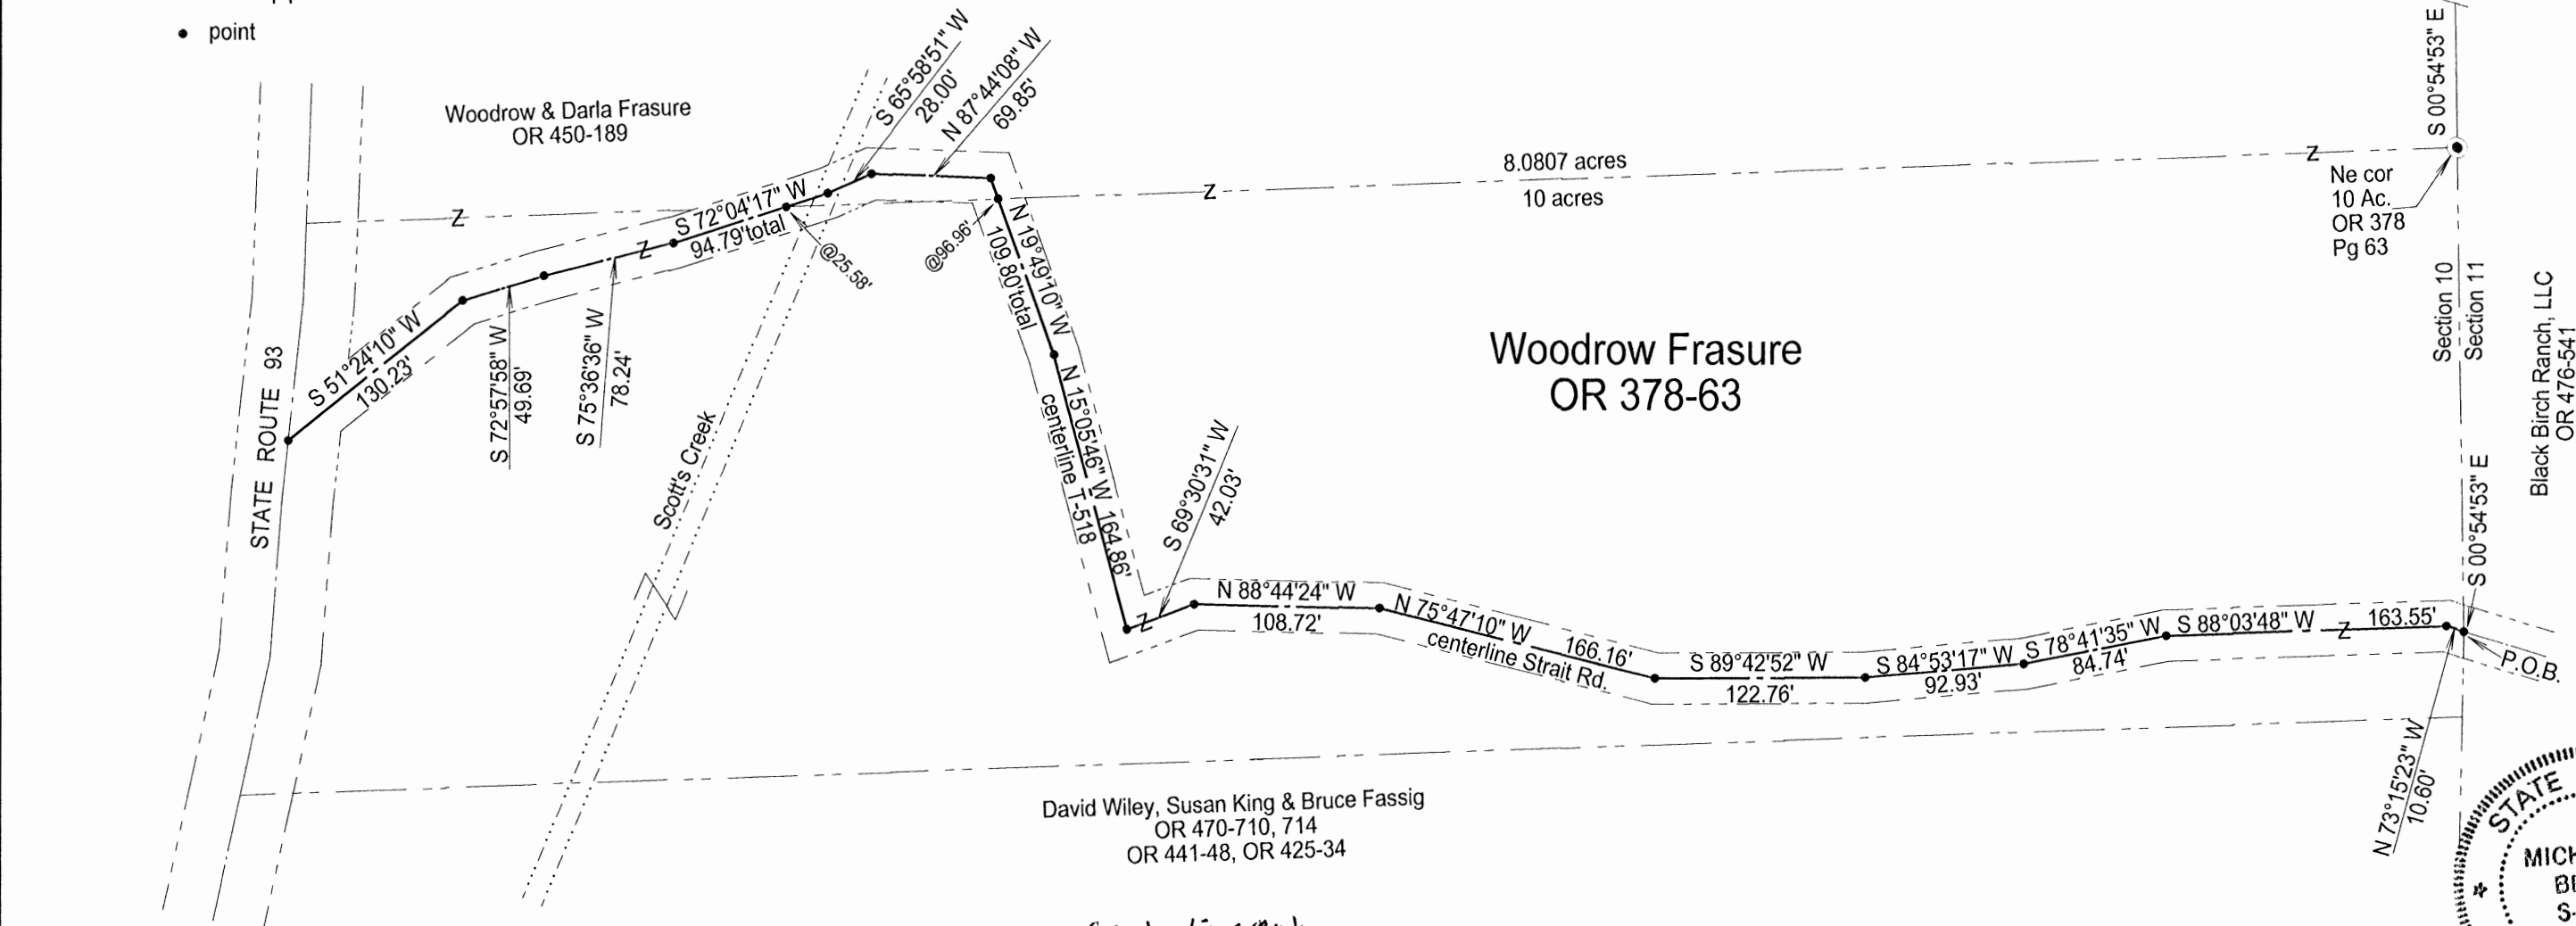 point
Woodrow & Darla Frasure
OR 450-189
S 65°58'51" W
28.00'
N 87°44'08" W
69.85'
S 00°54'53" E
8.0807 acres
10 acres
Z
Z
Z
Ne cor
10 Ac.
OR 378
Pg 63
S 72°04'17" W
94.79'total
Z
@25.58'
@96.96'
N 19°49'10" W
109.80'total
S 51°24'10" W
130.23'
S 72°57'58" W
49.69'
S 75°36'36" W
78.24'
STATE ROUTE 93
Scott's Creek
N 15°05'46" W 164.86'
centerline T-518
Woodrow Frasure
OR 378-63
Section 10
Section 11
Black Birch Ranch, LLC
OR 476-541
S 69°30'31" W
42.03'
Z
N 88°44'24" W
108.72'
N 75°47'10" W 166.16'
centerline Strait Rd.
S 89°42'52" W
122.76'
S 84°53'17" W
92.93'
S 78°41'35" W
84.74'
S 88°03'48" W 163.55'
Z
S 00°54'53" E
P.O.B.
N 73°15'23" W
10.60'
David Wiley, Susan King & Bruce Fassig
OR 470-710, 714
OR 441-48, OR 425-34
STATE